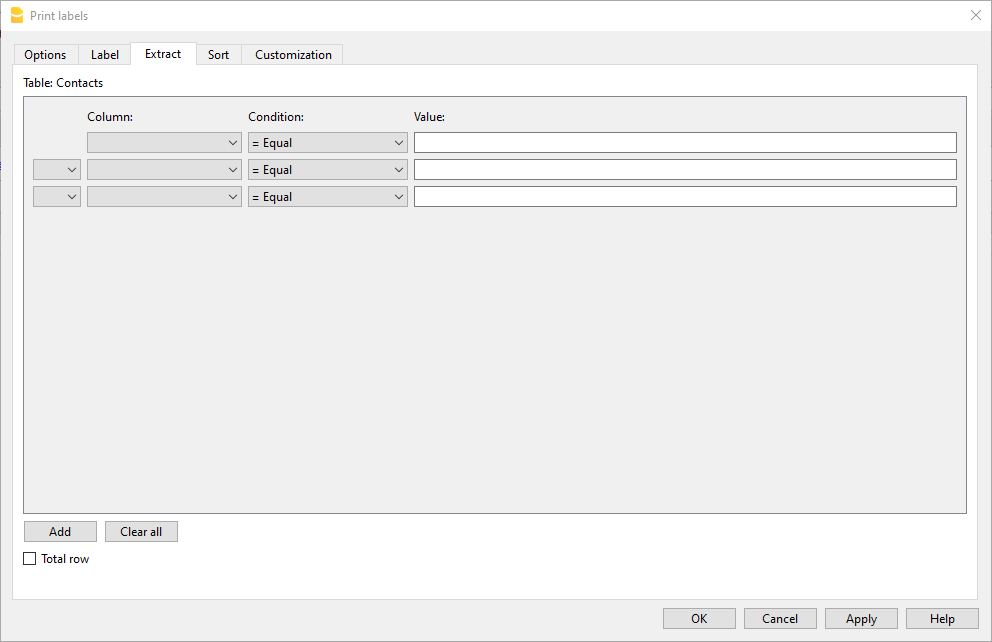 Print labels
Options Label Extract Sort Customization
Table: Contacts
Column: Condition: Value:
= Equal
= Equal
= Equal
Add Clear all
Total row
OK Cancel Apply Help